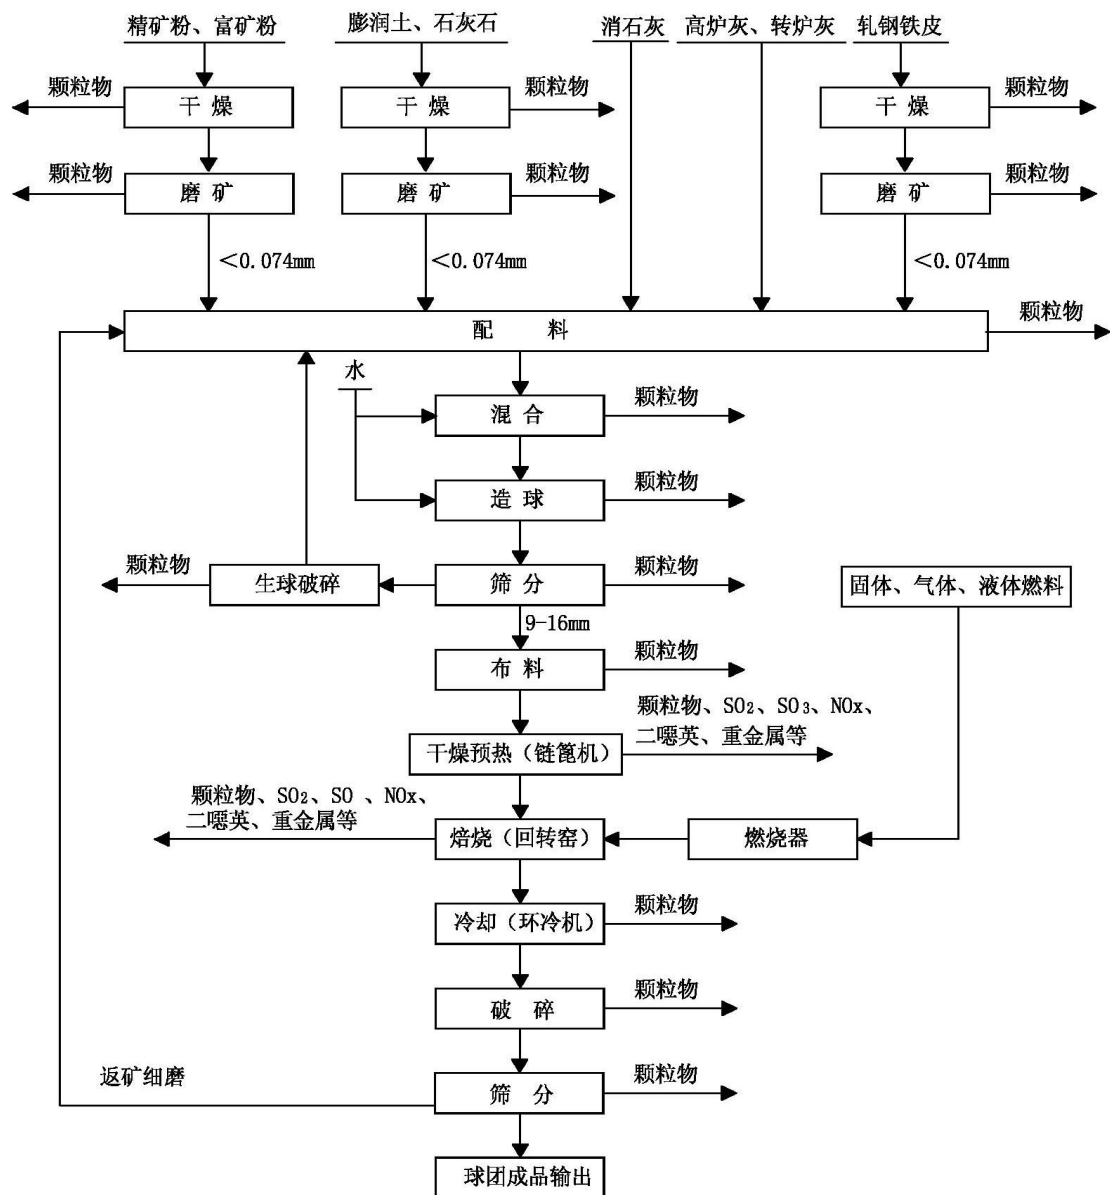 精矿粉、富矿粉
膨润土、石灰石
消石灰
高炉灰、转炉灰
轧钢铁皮
颗粒物
干 燥
干 燥
颗粒物
干 燥
颗粒物
颗粒物
磨 矿
磨 矿
颗粒物
磨 矿
颗粒物
<0.074mm
<0.074mm
<0.074mm
配 料
颗粒物
水
混 合
颗粒物
造 球
颗粒物
颗粒物
生球破碎
筛 分
颗粒物
固体、气体、液体燃料
9-16mm
布 料
颗粒物
颗粒物、SO₂、SO₃、NOx、
二噁英、重金属等
干燥预热（链篦机）
颗粒物、SO₂、SO 、NOx、
二噁英、重金属等
焙烧（回转窑）
燃烧器
冷却（环冷机）
颗粒物
破 碎
颗粒物
返矿细磨
筛 分
颗粒物
球团成品输出